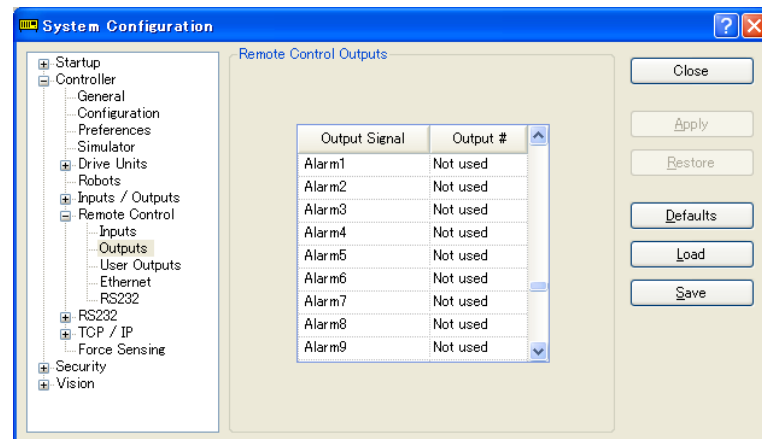 System Configuration
Startup
Controller
General
Configuration
Preferences
Simulator
Drive Units
Robots
Inputs / Outputs
Remote Control
Inputs
Outputs
User Outputs
Ethernet
RS232
RS232
TCP / IP
Force Sensing
Security
Vision
Remote Control Outputs
Output Signal Output #
Alarm1 Not used
Alarm2 Not used
Alarm3 Not used
Alarm4 Not used
Alarm5 Not used
Alarm6 Not used
Alarm7 Not used
Alarm8 Not used
Alarm9 Not used
Close
Apply
Restore
Defaults
Load
Save